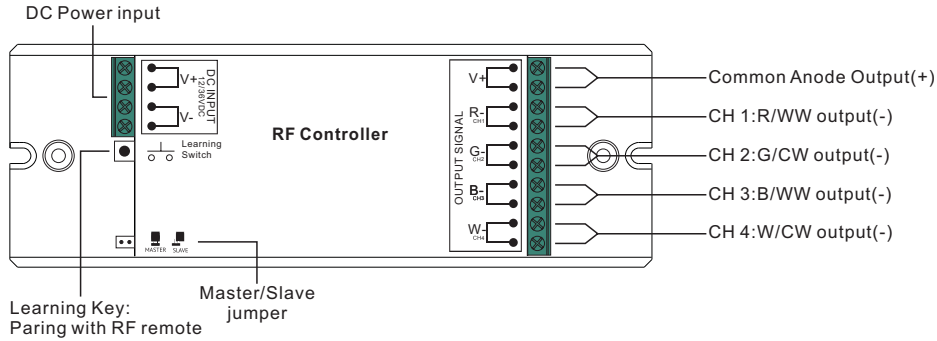 DC Power input
V+
V-
DC INPUT
12/36VDC
Learning
Switch
RF Controller
MASTER
SLAVE
OUTPUT SIGNAL
V+
R-
CH1
G-
CH2
B-
CH3
W-
CH4
Common Anode Output(+)
CH 1:R/WW output(-)
CH 2:G/CW output(-)
CH 3:B/WW output(-)
CH 4:W/CW output(-)
Learning Key:
Paring with RF remote
Master/Slave
jumper